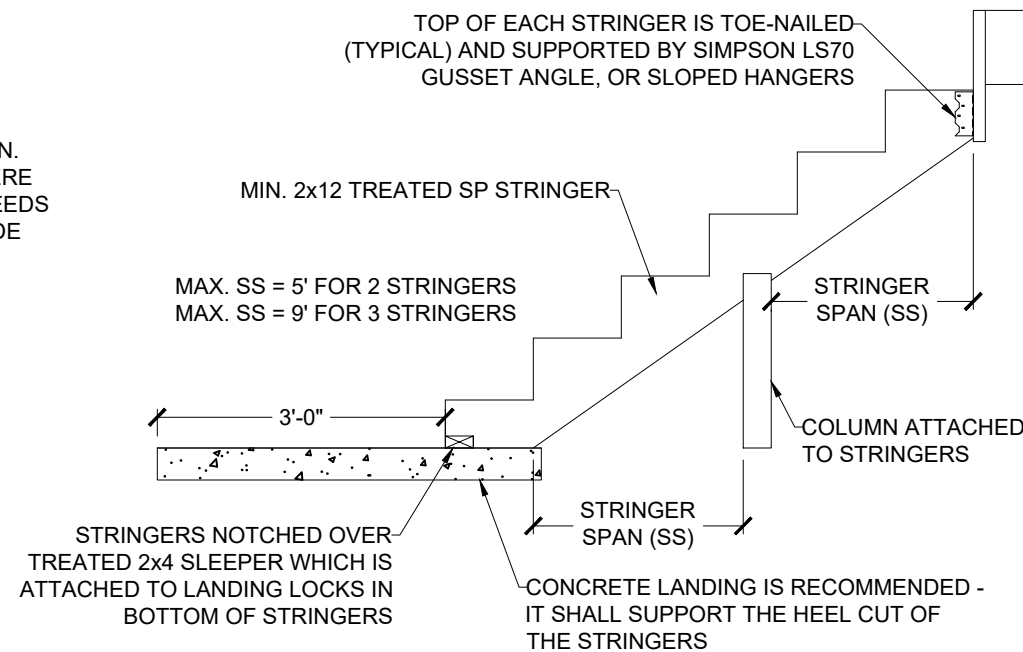 TOP OF EACH STRINGER IS TOE-NAILED
(TYPICAL) AND SUPPORTED BY SIMPSON LS70
GUSSET ANGLE, OR SLOPED HANGERS
N.
ERE
EEDS
DE
MIN. 2x12 TREATED SP STRINGER
MAX. SS = 5' FOR 2 STRINGERS
MAX. SS = 9' FOR 3 STRINGERS
STRINGER
SPAN (SS)
3'-0"
COLUMN ATTACHED
TO STRINGERS
STRINGER
SPAN (SS)
STRINGERS NOTCHED OVER
TREATED 2x4 SLEEPER WHICH IS
ATTACHED TO LANDING LOCKS IN
BOTTOM OF STRINGERS
CONCRETE LANDING IS RECOMMENDED -
IT SHALL SUPPORT THE HEEL CUT OF
THE STRINGERS